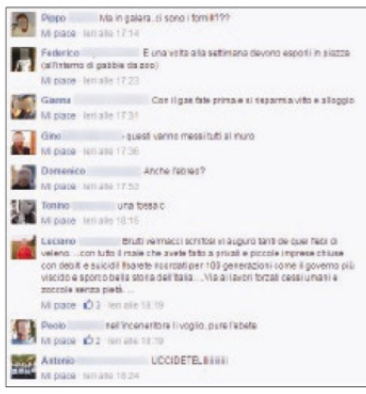 Pippo Ma in galera..ci sono i forni!!???
Mi piace · Ieri alle 17:14
Federico E una volta alla settimana devono esporli in piazza
(all'interno di gabbie da zoo)
Mi piace · Ieri alle 17:23
Gianna Con il gas fate prima e si risparmia vitto e alloggio
Mi piace · Ieri alle 17:31
Gino - questi vanno messi tutti al muro
Mi piace · Ieri alle 17:36
Domenico Anche l'ebreo?
Mi piace · Ieri alle 17:53
Tonino una fossa c
Mi piace · Ieri alle 18:15
Luciano Brutti vermacci schifosi vi auguro tanti de quei flebi di
veleno....con tutto il male che avete fatto a privati e piccole imprese chiuse
con debiti e suicidi! sarete ricordati per 100 generazioni come il governo più
viscido e sporco della storia dell'Italia.....Via ai lavori forzati cessi umani e
zoccole senza pietà. ...
Mi piace · 3 · Ieri alle 18:19
Paolo nell'inceneritore li voglio, pure l'ebete
Mi piace · 2 · Ieri alle 18:19
Antonio UCCIDETELI
Mi piace · Ieri alle 18:24